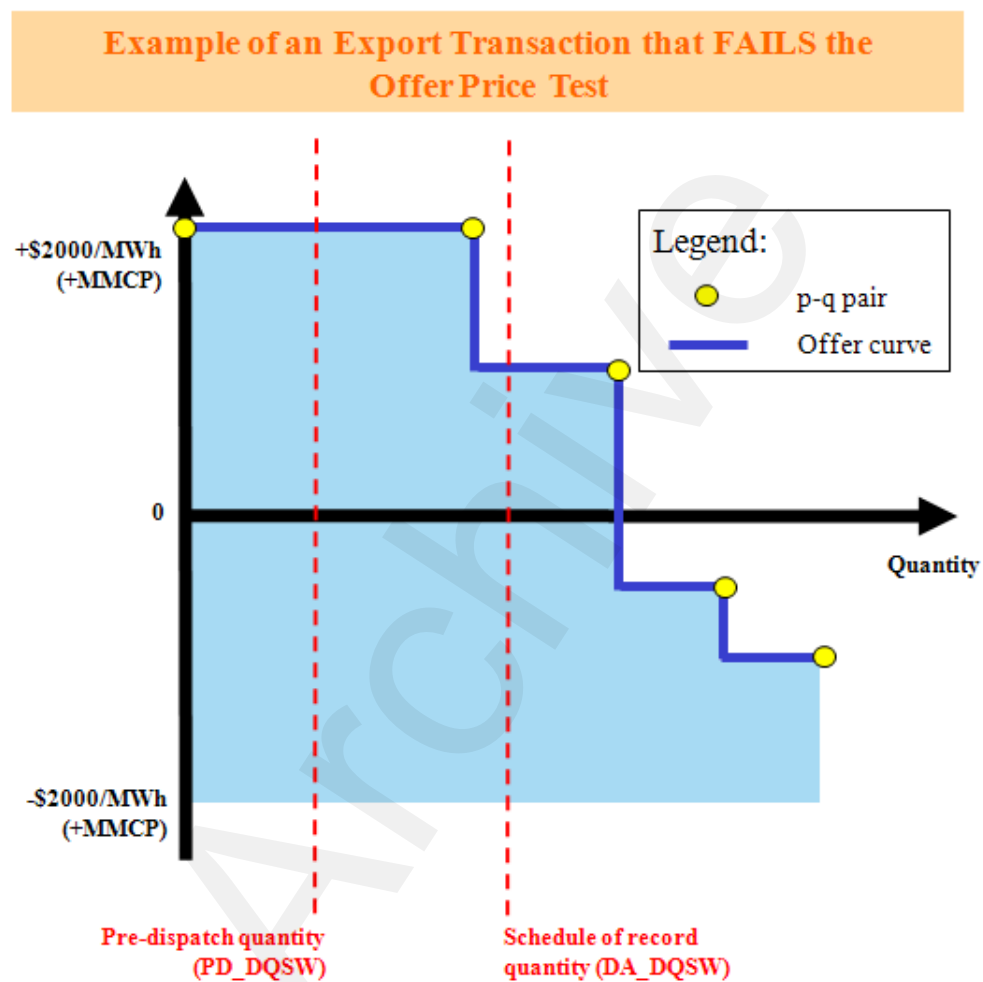 Example of an Export Transaction that FAILS the
Offer Price Test
+$2000/MWh
(+MMCP)
Legend:
p-q pair
Offer curve
0
Quantity
-$2000/MWh
(+MMCP)
Pre-dispatch quantity
(PD_DQSW)
Schedule of record
quantity (DA_DQSW)
Archive